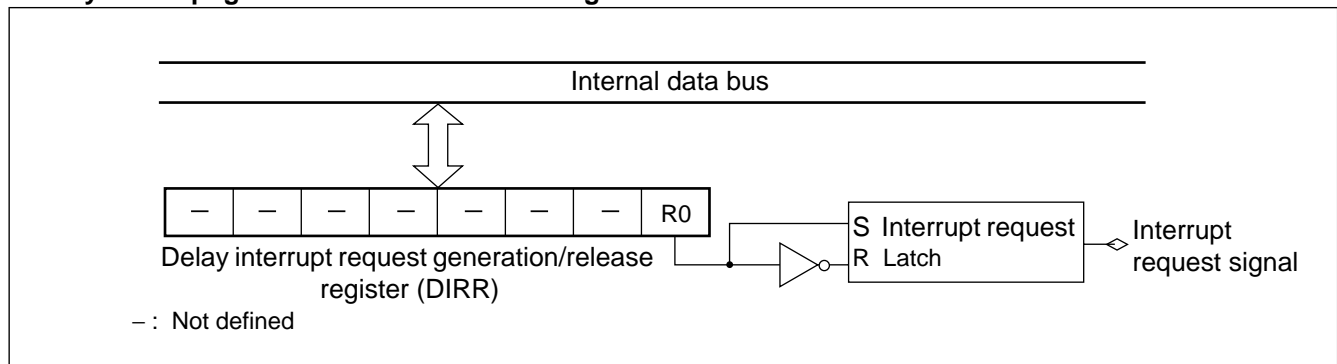 Internal data bus
– – – – – – – R0
Delay interrupt request generation/release
register (DIRR)
S Interrupt request
R Latch
Interrupt
request signal
– : Not defined